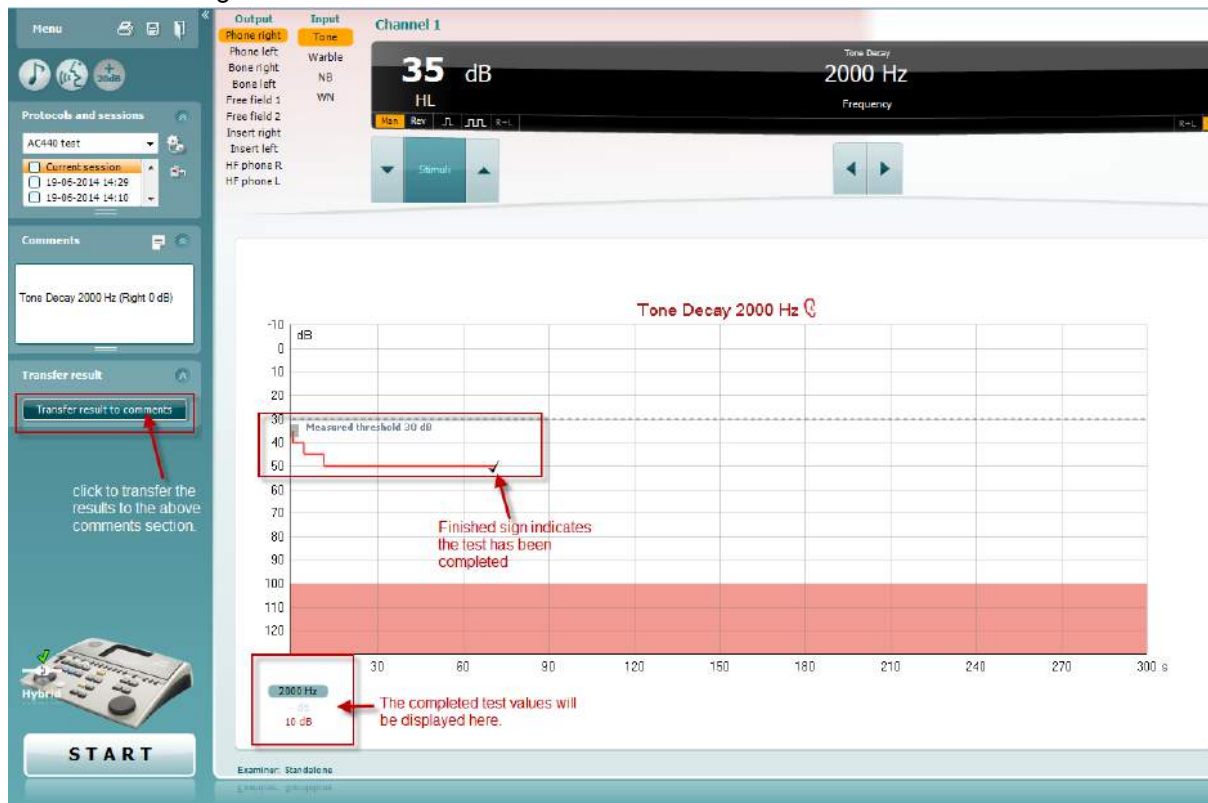 Menu
Protocols and sessions
AC440 test
Current session
19-06-2014 14:29
19-06-2014 14:10
Comments
Tone Decay 2000 Hz (Right 0 dB)
Transfer result
Transfer result to comments
click to transfer the
results to the above
comments section.
Hybrid
START
Output
Phone right
Phone left
Bone right
Bone left
Free field 1
Free field 2
Insert right
Insert left
HF phone R
HF phone L
Input
Tone
Warble
NB
WN
Channel 1
35 dB
HL
Man Rev R+L
Stimuli
Tone Decay
2000 Hz
Frequency
R+L
Tone Decay 2000 Hz
dB
-10
0
10
20
30
40
50
60
70
80
90
100
110
120
Measured threshold 30 dB
Finished sign indicates
the test has been
completed
30 60 90 120 150 180 210 240 270 300 s
2000 Hz
- dB
10 dB
The completed test values will
be displayed here.
Examiner: Standalone